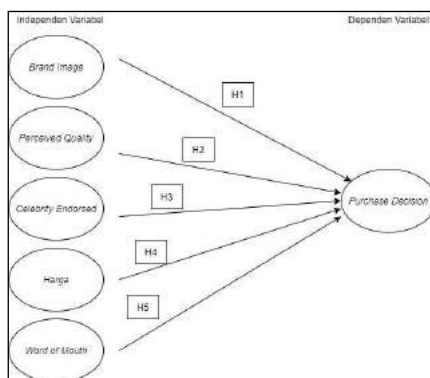 Independen Variabel
Dependen Variabel
Brand Image
H1
Perceived Quality
H2
Celebrity Endorsed
H3
Purchase Decision
H4
Harga
H5
Word of Mouth